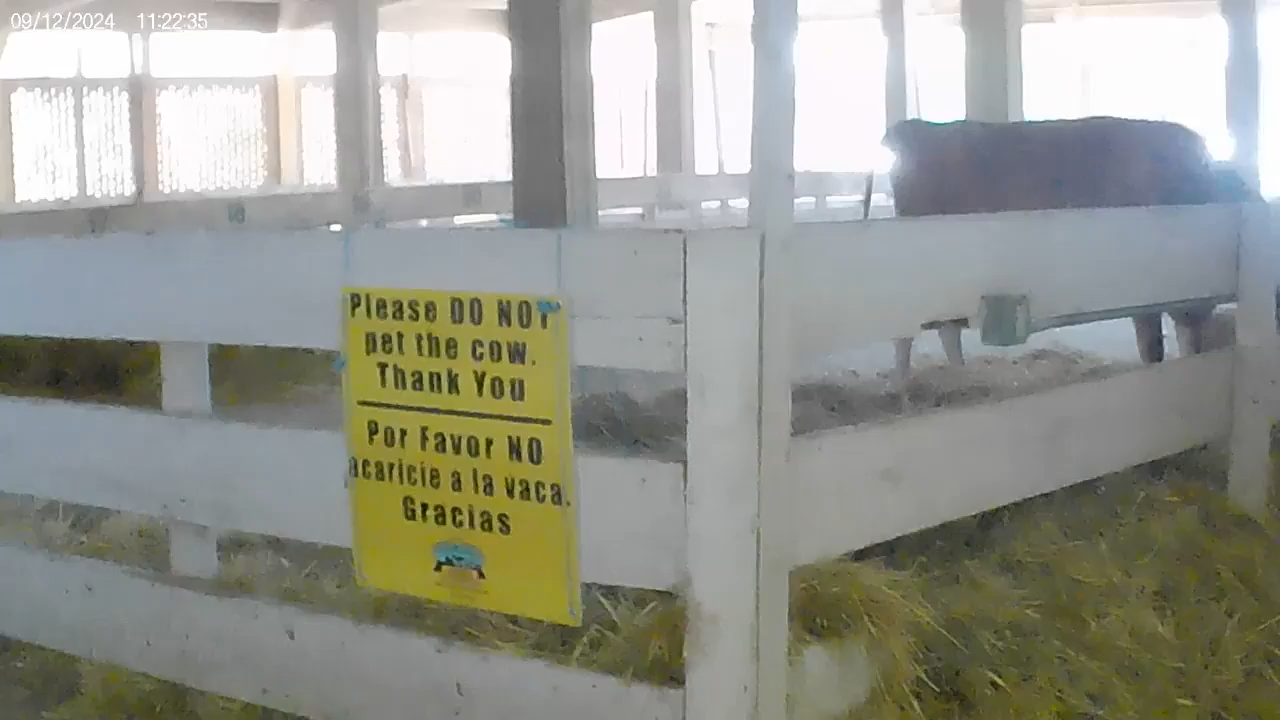 09/12/2024 11:22:35
Please DO NOT
pet the cow.
Thank You
Por Favor NO
acaricie a la vaca.
Gracias